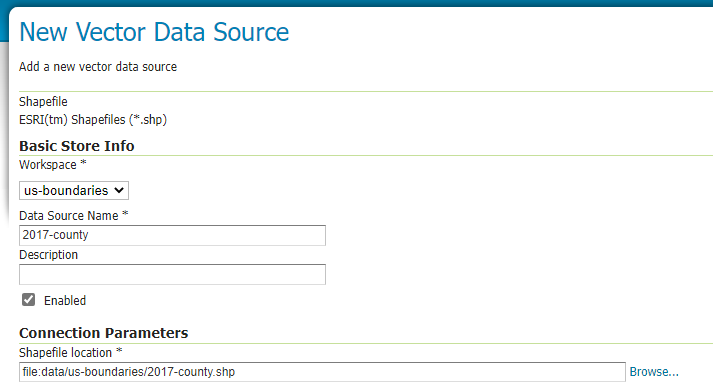 New Vector Data Source
Add a new vector data source
Shapefile
ESRI(tm) Shapefiles (*.shp)
Basic Store Info
Workspace *
us-boundaries
Data Source Name *
2017-county
Description
Enabled
Connection Parameters
Shapefile location *
file:data/us-boundaries/2017-county.shp Browse...